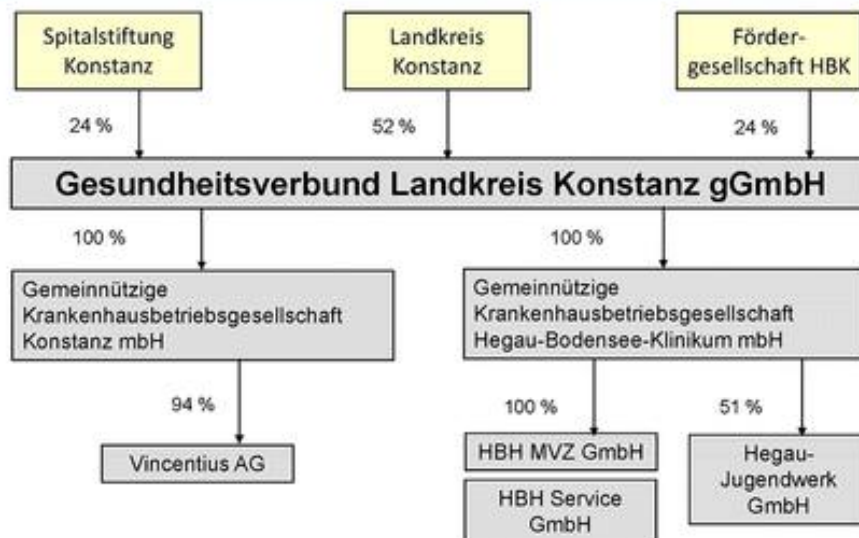 Spitalstiftung
Konstanz
Landkreis
Konstanz
Förder-
gesellschaft HBK
24 %
52 %
24 %
Gesundheitsverbund Landkreis Konstanz gGmbH
100 %
100 %
Gemeinnützige
Krankenhausbetriebsgesellschaft
Konstanz mbH
Gemeinnützige
Krankenhausbetriebsgesellschaft
Hegau-Bodensee-Klinikum mbH
94 %
100 %
51 %
Vincentius AG
HBH MVZ GmbH
HBH Service
GmbH
Hegau-
Jugendwerk
GmbH